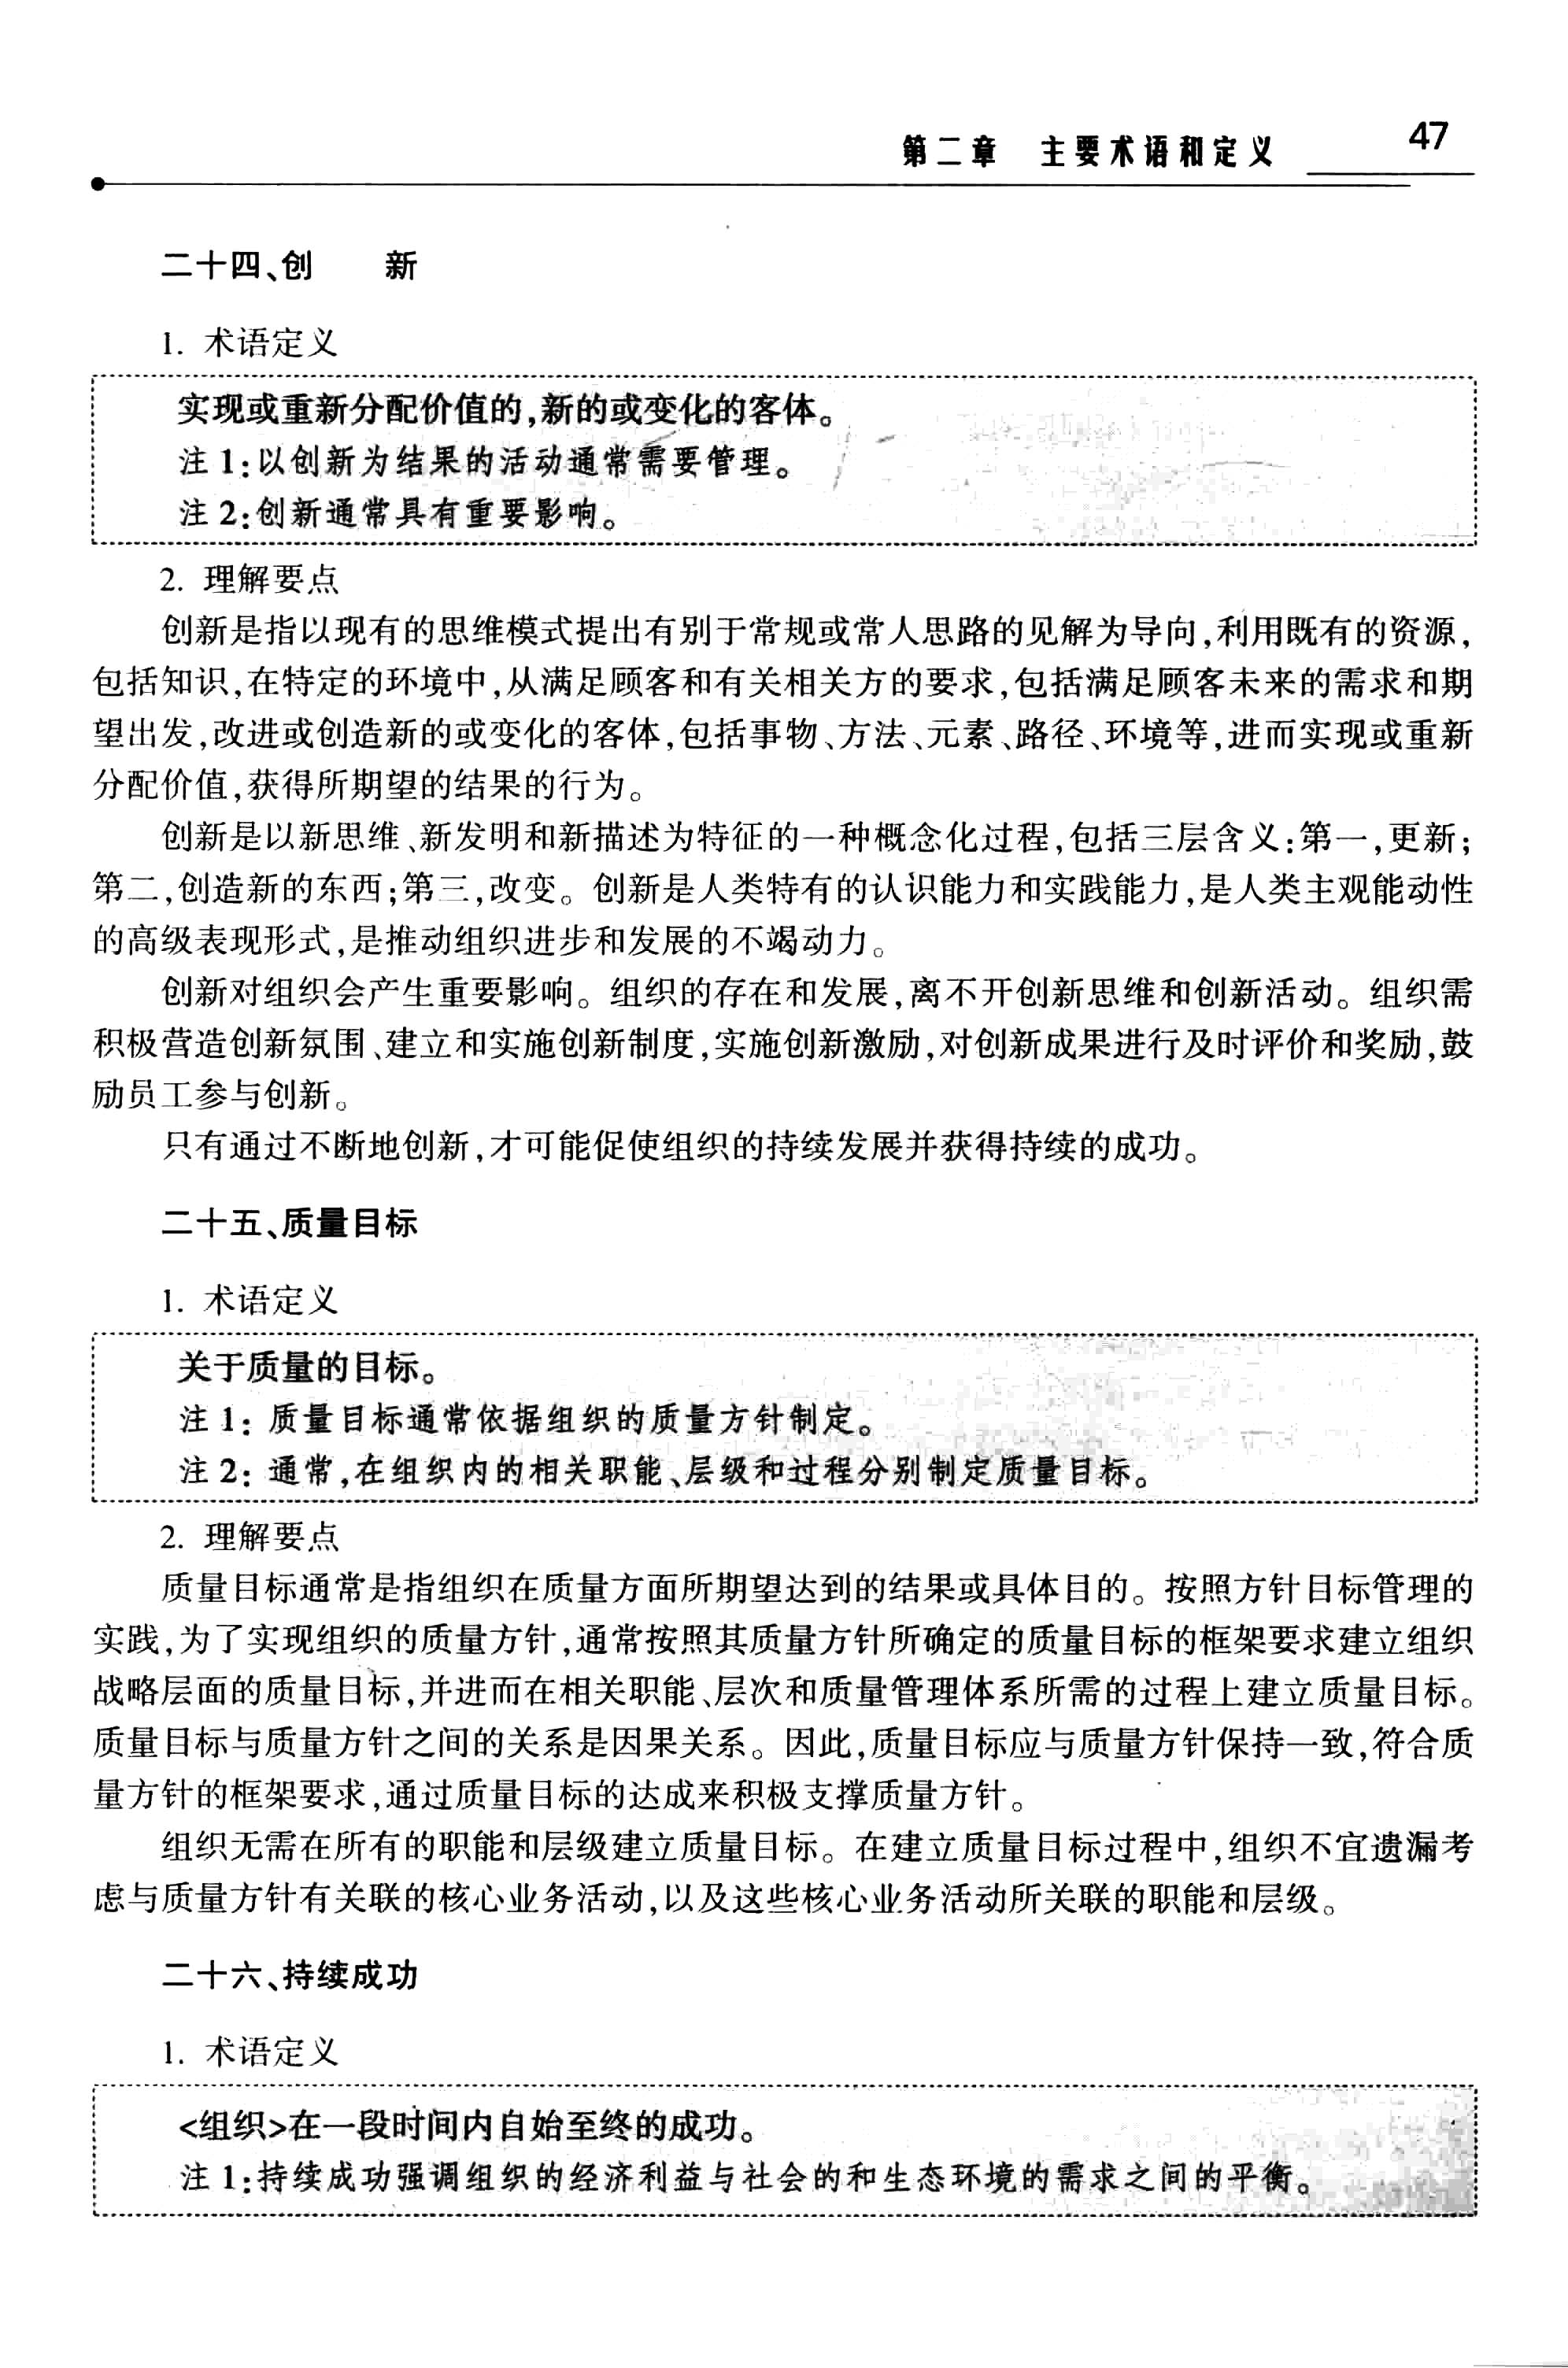 第二章 主要术语和定义 47
二十四、创 新
1. 术语定义
实现或重新分配价值的,新的或变化的客体。
注 1:以创新为结果的活动通常需要管理。
注 2:创新通常具有重要影响。
2. 理解要点
创新是指以现有的思维模式提出有别于常规或常人思路的见解为导向,利用既有的资源,
包括知识,在特定的环境中,从满足顾客和有关相关方的要求,包括满足顾客未来的需求和期
望出发,改进或创造新的或变化的客体,包括事物、方法、元素、路径、环境等,进而实现或重新
分配价值,获得所期望的结果的行为。
创新是以新思维、新发明和新描述为特征的一种概念化过程,包括三层含义:第一,更新;
第二,创造新的东西;第三,改变。创新是人类特有的认识能力和实践能力,是人类主观能动性
的高级表现形式,是推动组织进步和发展的不竭动力。
创新对组织会产生重要影响。组织的存在和发展,离不开创新思维和创新活动。组织需
积极营造创新氛围、建立和实施创新制度,实施创新激励,对创新成果进行及时评价和奖励,鼓
励员工参与创新。
只有通过不断地创新,才可能促使组织的持续发展并获得持续的成功。
二十五、质量目标
1. 术语定义
关于质量的目标。
注 1: 质量目标通常依据组织的质量方针制定。
注 2: 通常,在组织内的相关职能、层级和过程分别制定质量目标。
2. 理解要点
质量目标通常是指组织在质量方面所期望达到的结果或具体目的。按照方针目标管理的
实践,为了实现组织的质量方针,通常按照其质量方针所确定的质量目标的框架要求建立组织
战略层面的质量目标,并进而在相关职能、层次和质量管理体系所需的过程上建立质量目标。
质量目标与质量方针之间的关系是因果关系。因此,质量目标应与质量方针保持一致,符合质
量方针的框架要求,通过质量目标的达成来积极支撑质量方针。
组织无需在所有的职能和层级建立质量目标。在建立质量目标过程中,组织不宜遗漏考
虑与质量方针有关联的核心业务活动,以及这些核心业务活动所关联的职能和层级。
二十六、持续成功
1. 术语定义
<组织>在一段时间内自始至终的成功。
注 1:持续成功强调组织的经济利益与社会的和生态环境的需求之间的平衡。